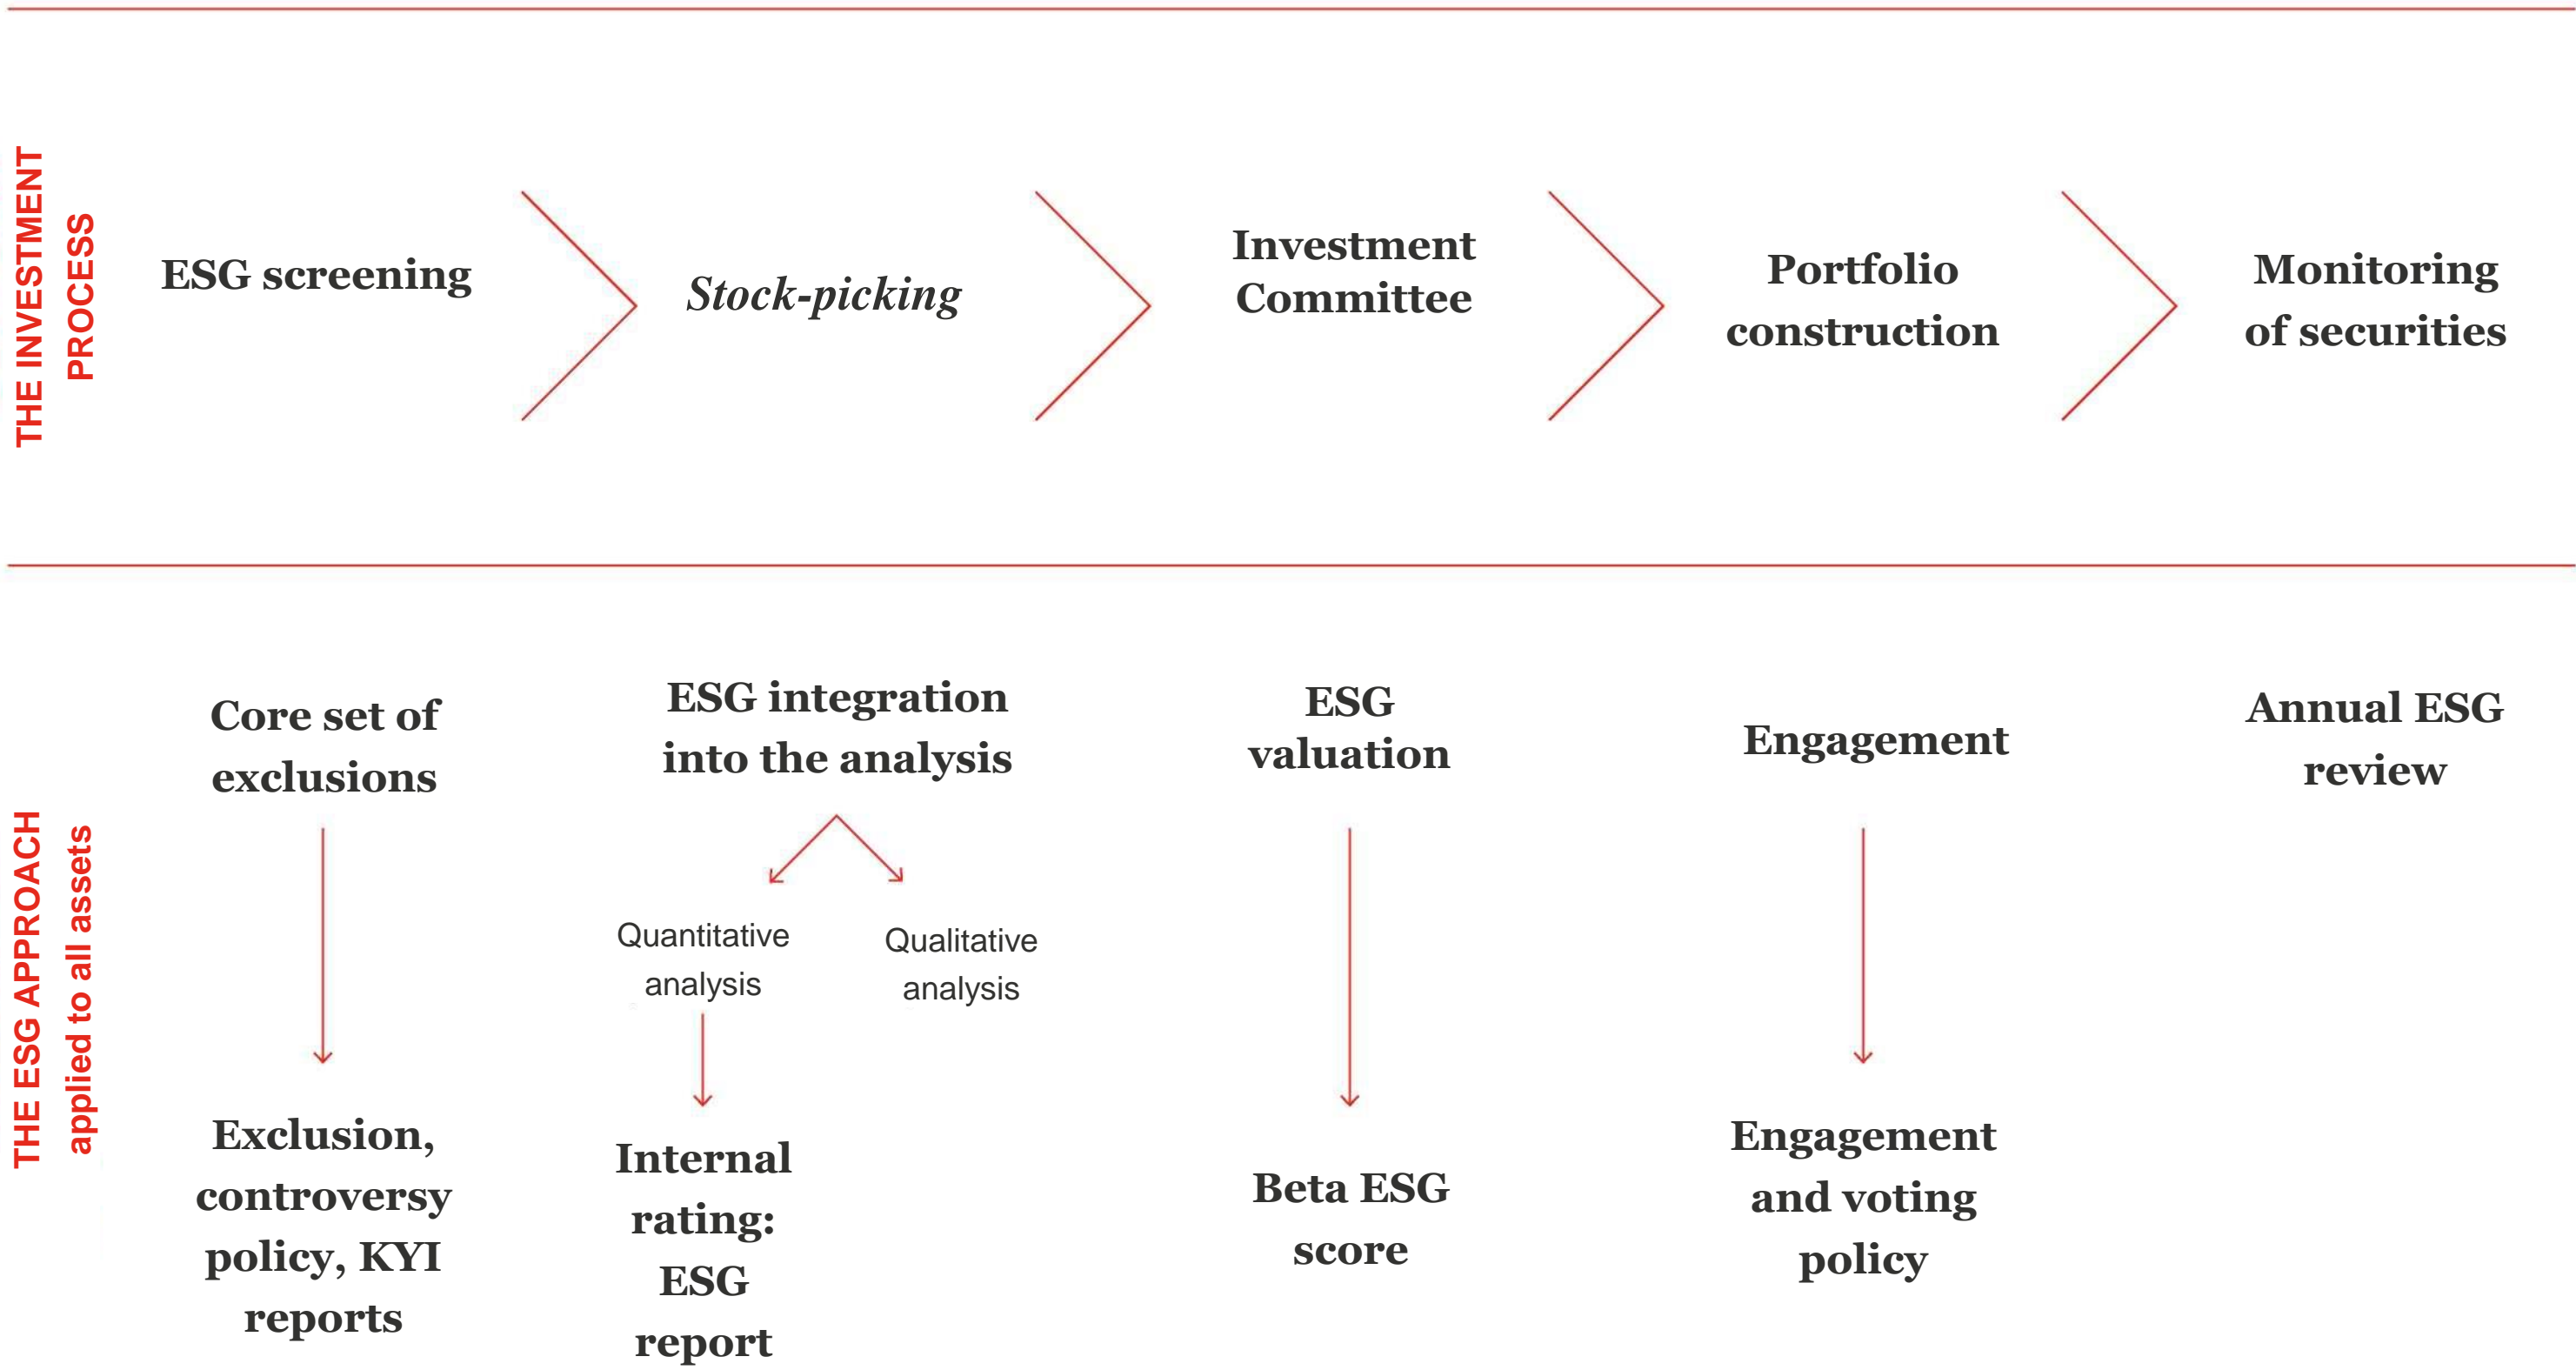 THE INVESTMENT
PROCESS
ESG screening
Stock-picking
Investment
Committee
Portfolio
construction
Monitoring
of securities
THE ESG APPROACH
applied to all assets
Core set of
exclusions
Exclusion,
controversy
policy, KYI
reports
ESG integration
into the analysis
Quantitative
analysis
Qualitative
analysis
Internal
rating:
ESG
report
ESG
valuation
Beta ESG
score
Engagement
Engagement
and voting
policy
Annual ESG
review